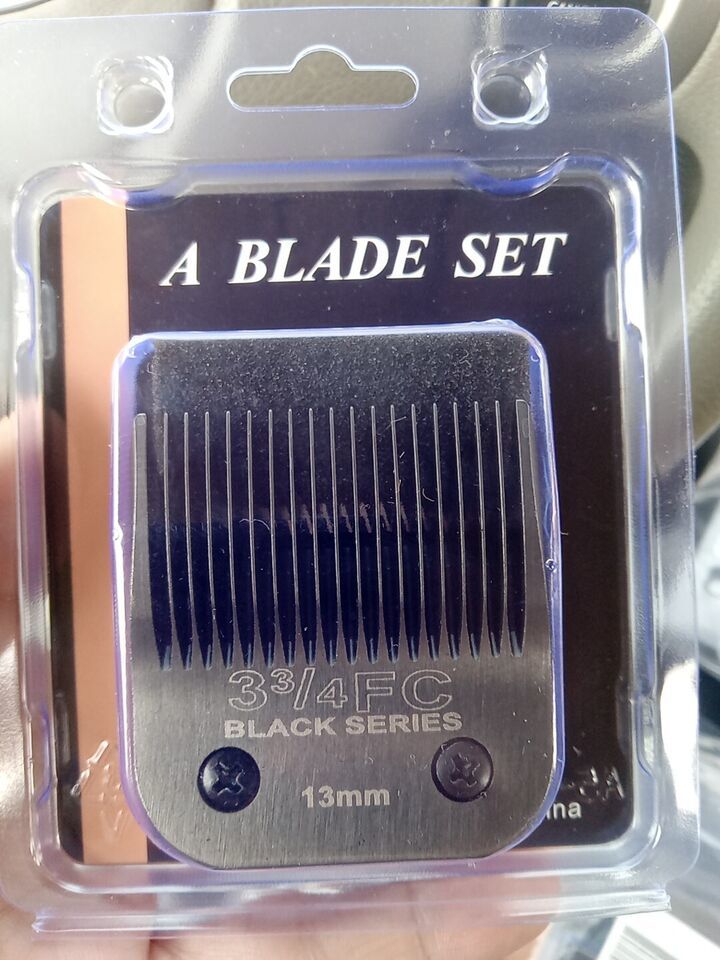 A BLADE SET
3¾FC
BLACK SERIES
13mm